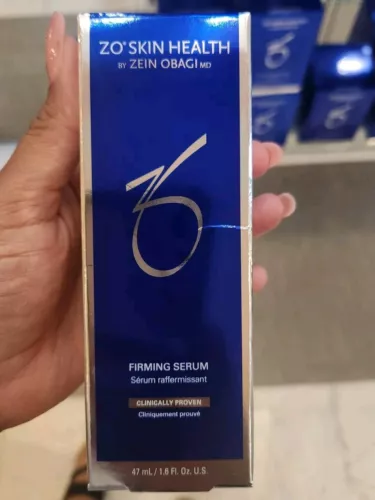 ZO® SKIN HEALTH
BY ZEIN OBAGI MD
FIRMING SERUM
Sérum raffermissant
CLINICALLY PROVEN
Cliniquement prouvé
47 mL / 1.6 Fl. Oz. U.S.